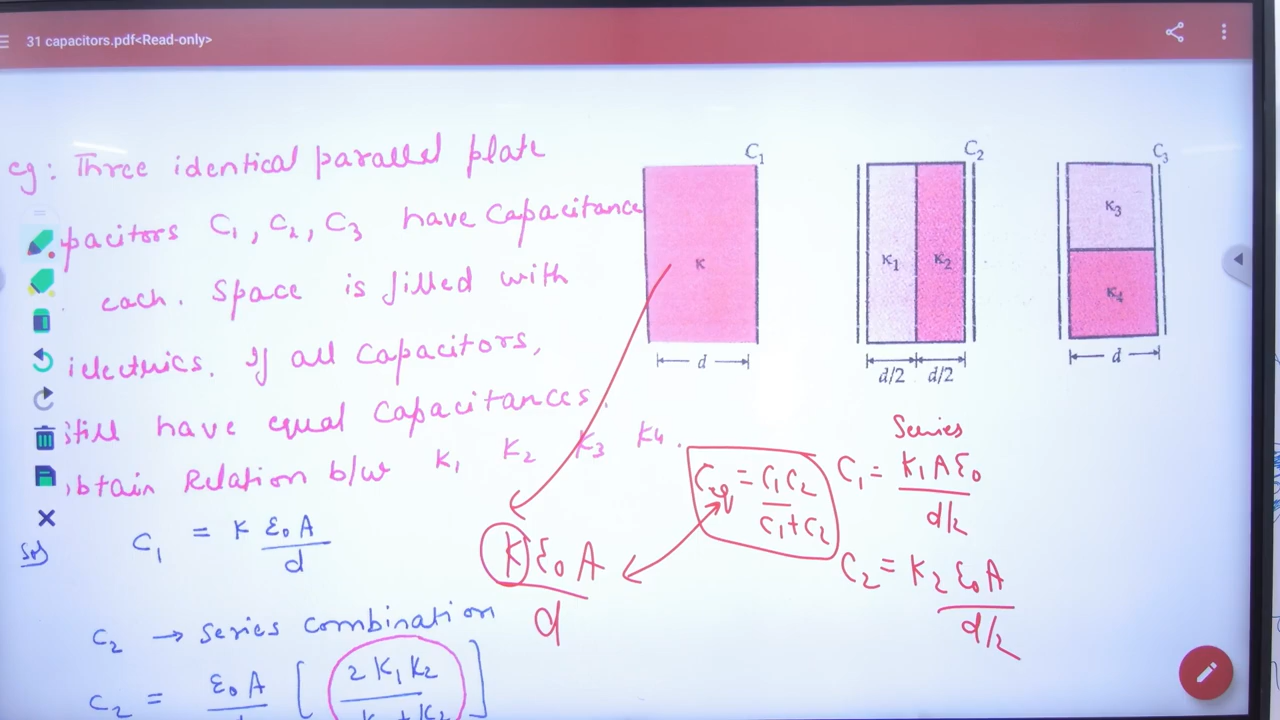 31 capacitors.pdf<Read-only>
eg: Three identical parallel plate
pacitors C₁, C₂, C₃ have capacitance
each. Space is filled with
ielectrics. If all capacitors,
still have equal capacitances.
btain Relation b/w K₁ K₂ K₃ K₄.
Sol
C₁ = K ε₀ A / d
C₂ → series combination
C₂ = ε₀ A [ 2 K₁ K₂
C₁
K
d
C₂
K₁ K₂
d/2 d/2
C₃
K₃
K₄
d
K ε₀ A / d
Ceq = C₁C₂ / C₁+C₂
Series
C₁ = K₁ A ε₀ / d/2
C₂ = K₂ ε₀ A / d/2